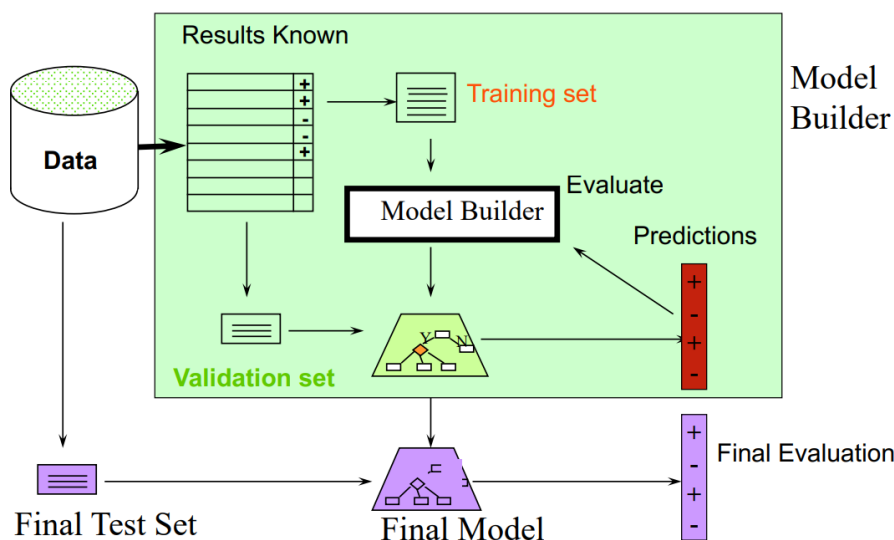 Results Known
+
+
-
-
+
Training set
Model
Builder
Data
Model Builder
Evaluate
Predictions
+
-
+
-
Y
N
Validation set
+
-
+
-
Final Evaluation
Final Test Set
Final Model